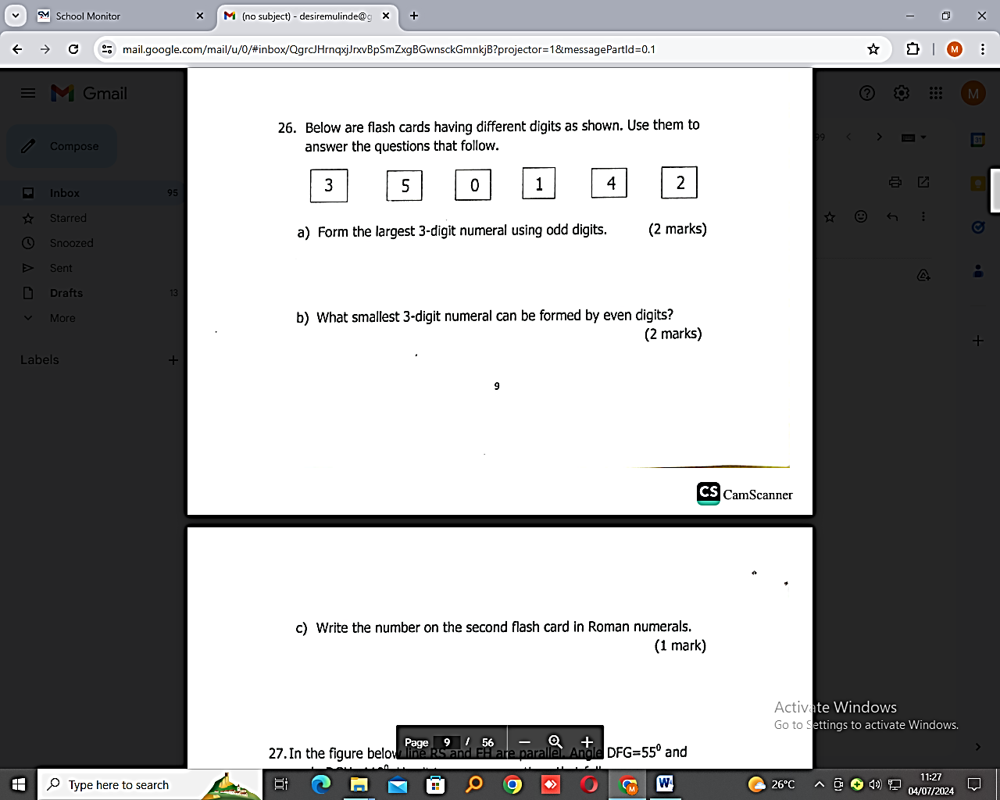 School Monitor
(no subject) - desiremulinde@g
mail.google.com/mail/u/0/#inbox/QgrcJHrnqxjJrxvBpSmZxgBGwnsckGmnkjB?projector=1&messagePartId=0.1
M
Gmail
M
Compose
99
31
Inbox 95
Starred
Snoozed
Sent
Drafts 13
More
Labels
26. Below are flash cards having different digits as shown. Use them to
answer the questions that follow.
3 5 0 1 4 2
a) Form the largest 3-digit numeral using odd digits. (2 marks)
b) What smallest 3-digit numeral can be formed by even digits?
(2 marks)
9
CS CamScanner
c) Write the number on the second flash card in Roman numerals.
(1 mark)
Activate Windows
Go to Settings to activate Windows.
Page 9 / 56
27. In the figure below line RS and FH are parallel. Angle DFG=55⁰ and
Type here to search
26°C
11:27
04/07/2024